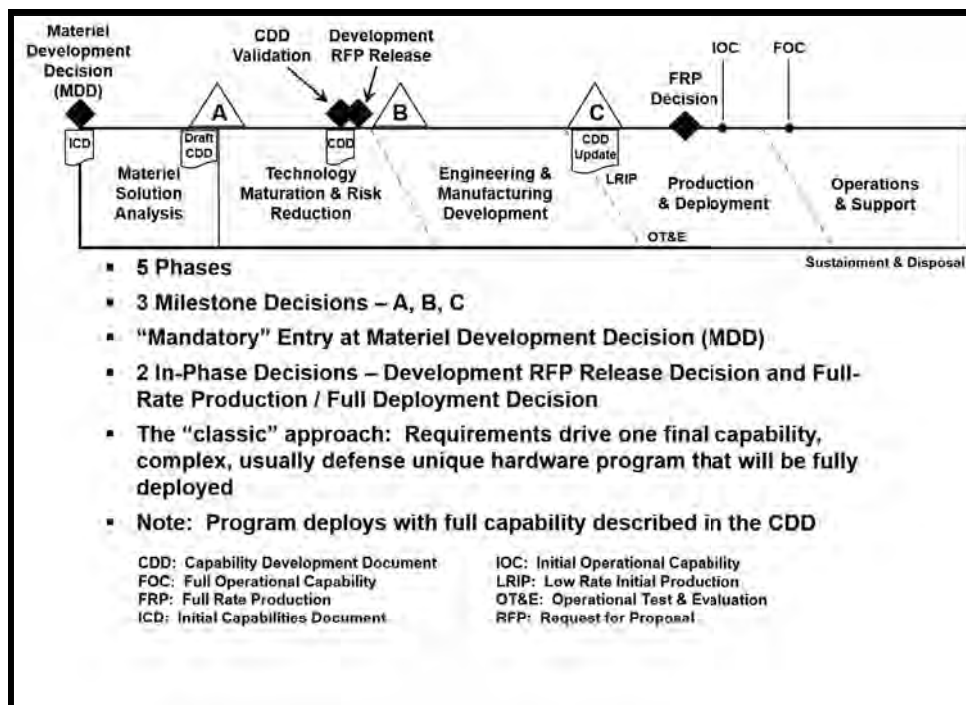 Materiel
Development
Decision
(MDD)
CDD
Validation
Development
RFP Release
IOC
FOC
FRP
Decision
A
B
C
ICD
Draft
CDD
CDD
CDD
Update
LRIP
Materiel
Solution
Analysis
Technology
Maturation & Risk
Reduction
Engineering &
Manufacturing
Development
Production
& Deployment
Operations
& Support
OT&E
Sustainment & Disposal
▪ 5 Phases
▪ 3 Milestone Decisions – A, B, C
▪ “Mandatory” Entry at Materiel Development Decision (MDD)
▪ 2 In-Phase Decisions – Development RFP Release Decision and Full-
Rate Production / Full Deployment Decision
▪ The “classic” approach: Requirements drive one final capability,
complex, usually defense unique hardware program that will be fully
deployed
▪ Note: Program deploys with full capability described in the CDD
CDD: Capability Development Document
FOC: Full Operational Capability
FRP: Full Rate Production
ICD: Initial Capabilities Document
IOC: Initial Operational Capability
LRIP: Low Rate Initial Production
OT&E: Operational Test & Evaluation
RFP: Request for Proposal